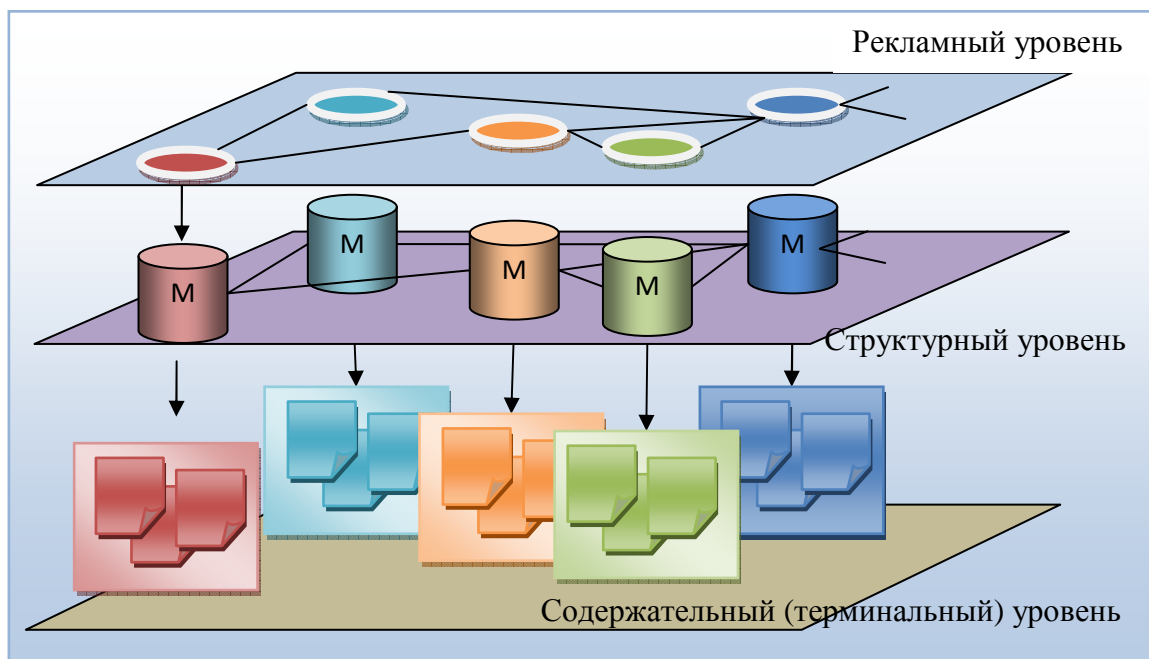 Рекламный уровень
М
М
М
М
М
Структурный уровень
Содержательный (терминальный) уровень